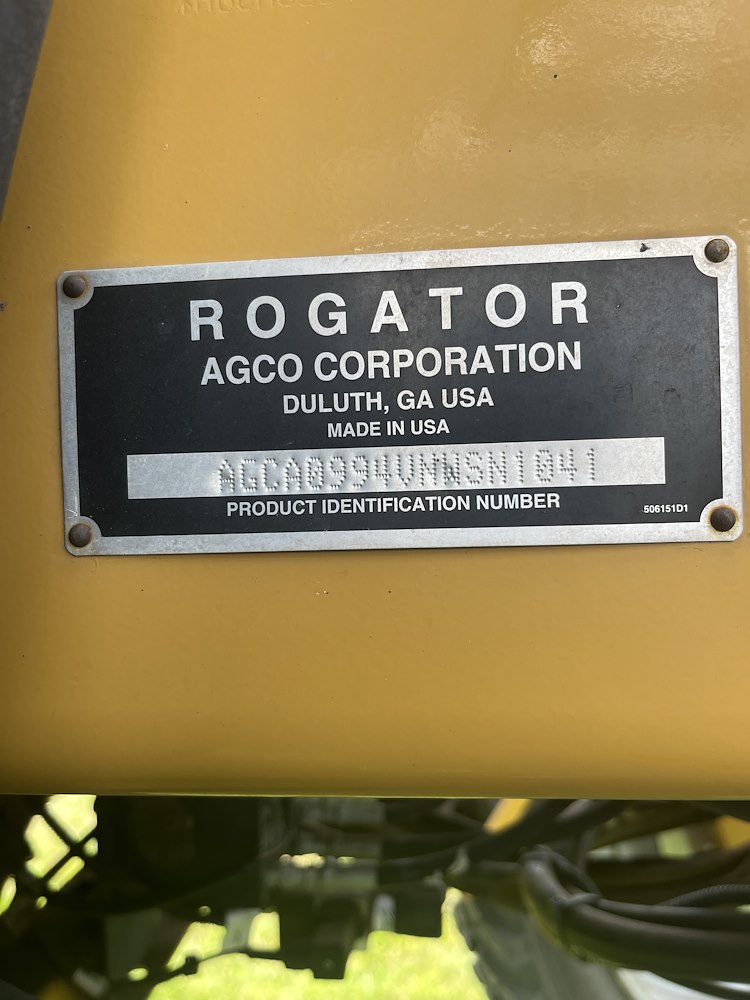 ROGATOR
AGCO CORPORATION
DULUTH, GA USA
MADE IN USA
AGCA0994VNNSN1041
PRODUCT IDENTIFICATION NUMBER
506151D1